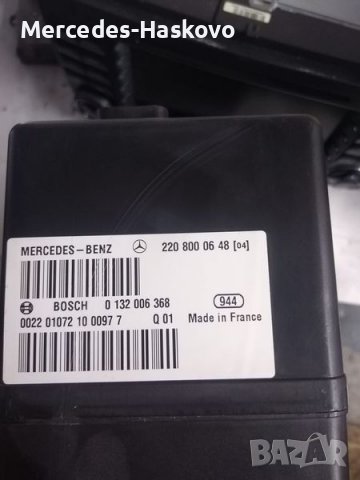 Mercedes-Haskovo
MERCEDES-BENZ 220 800 06 48 [04]
BOSCH 0 132 006 368 944
0022 01072 10 0097 7 Q 01 Made in France
BAZAR